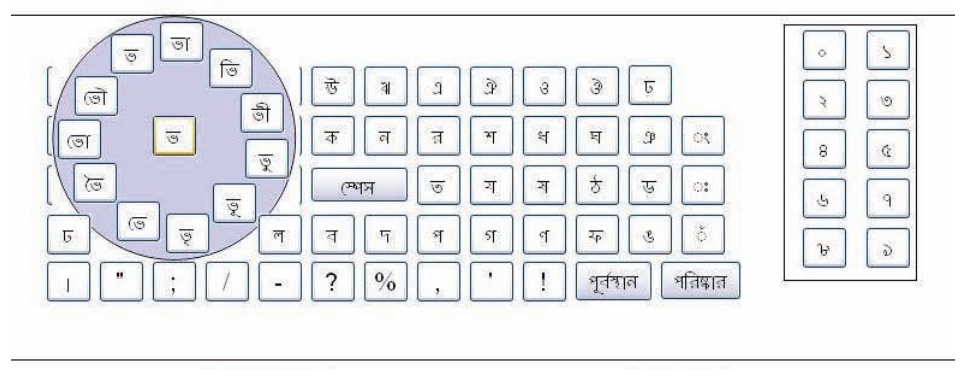 ভা
ভ্ ভি
ভৌ ভী
ভো ভ ভু
ভৈ ভূ
ভে ভৃ
ঊ ঋ এ ঐ ও ঔ ঢ
ক ন র শ ধ ঘ ঞ ং
স্পেস ত য ষ ঠ ড় ঃ
ল ব দ প গ ণ ফ ঙ ঁ
। " ; / - ? % , ' ! পূর্বস্থান পরিষ্কার
০ ১
২ ৩
৪ ৫
৬ ৭
৮ ৯